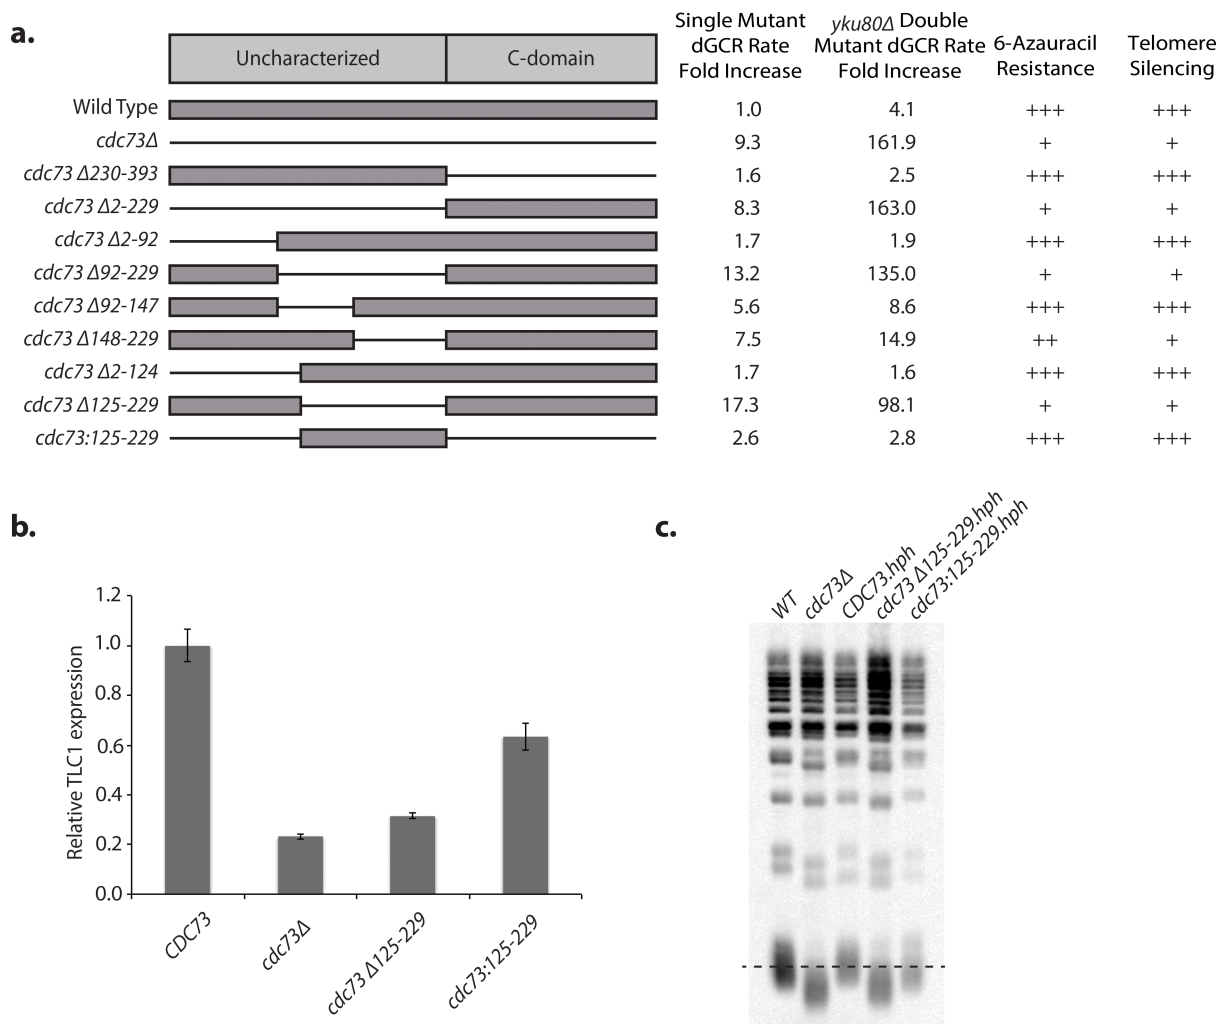 a.
Uncharacterized C-domain
Single Mutant dGCR Rate Fold Increase
yku80Δ Double Mutant dGCR Rate Fold Increase
6-Azauracil Resistance
Telomere Silencing
Wild Type 1.0 4.1 +++ +++
cdc73Δ 9.3 161.9 + +
cdc73 Δ230-393 1.6 2.5 +++ +++
cdc73 Δ2-229 8.3 163.0 + +
cdc73 Δ2-92 1.7 1.9 +++ +++
cdc73 Δ92-229 13.2 135.0 + +
cdc73 Δ92-147 5.6 8.6 +++ +++
cdc73 Δ148-229 7.5 14.9 ++ +
cdc73 Δ2-124 1.7 1.6 +++ +++
cdc73 Δ125-229 17.3 98.1 + +
cdc73:125-229 2.6 2.8 +++ +++
b.
Relative TLC1 expression
1.2
1.0
0.8
0.6
0.4
0.2
0.0
CDC73
cdc73Δ
cdc73 Δ125-229
cdc73:125-229
c.
WT
cdc73Δ
CDC73.hph
cdc73 Δ125-229.hph
cdc73:125-229.hph